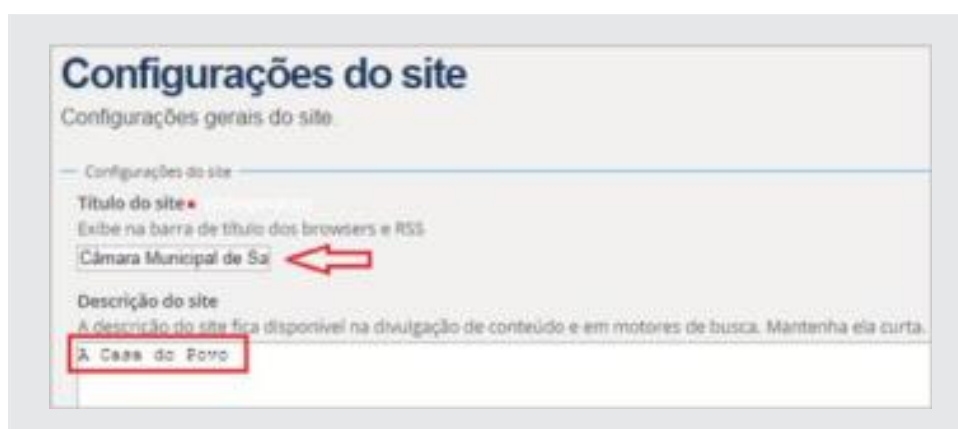 Configurações do site
Configurações gerais do site.
Configurações do site
Título do site
Exibe na barra de título dos browsers e RSS
Câmara Municipal de Sa
Descrição do site
A descrição do site fica disponível na divulgação de conteúdo e em motores de busca. Mantenha ela curta.
A Casa do Povo